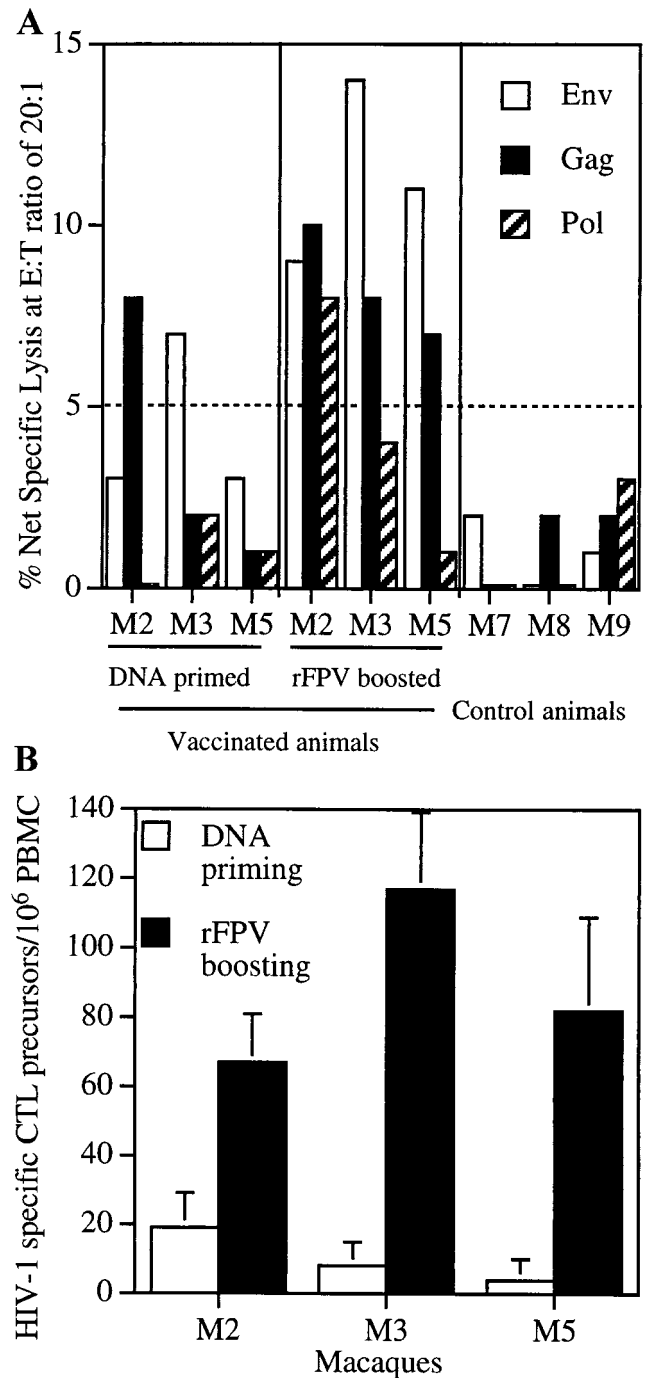 A
% Net Specific Lysis at E:T ratio of 20:1
15
10
5
0
Env
Gag
Pol
M2 M3 M5 M2 M3 M5 M7 M8 M9
DNA primed rFPV boosted
Control animals
Vaccinated animals
B
HIV-1 specific CTL precursors/10⁶ PBMC
140
120
100
80
60
40
20
0
DNA
priming
rFPV
boosting
M2 M3 M5
Macaques